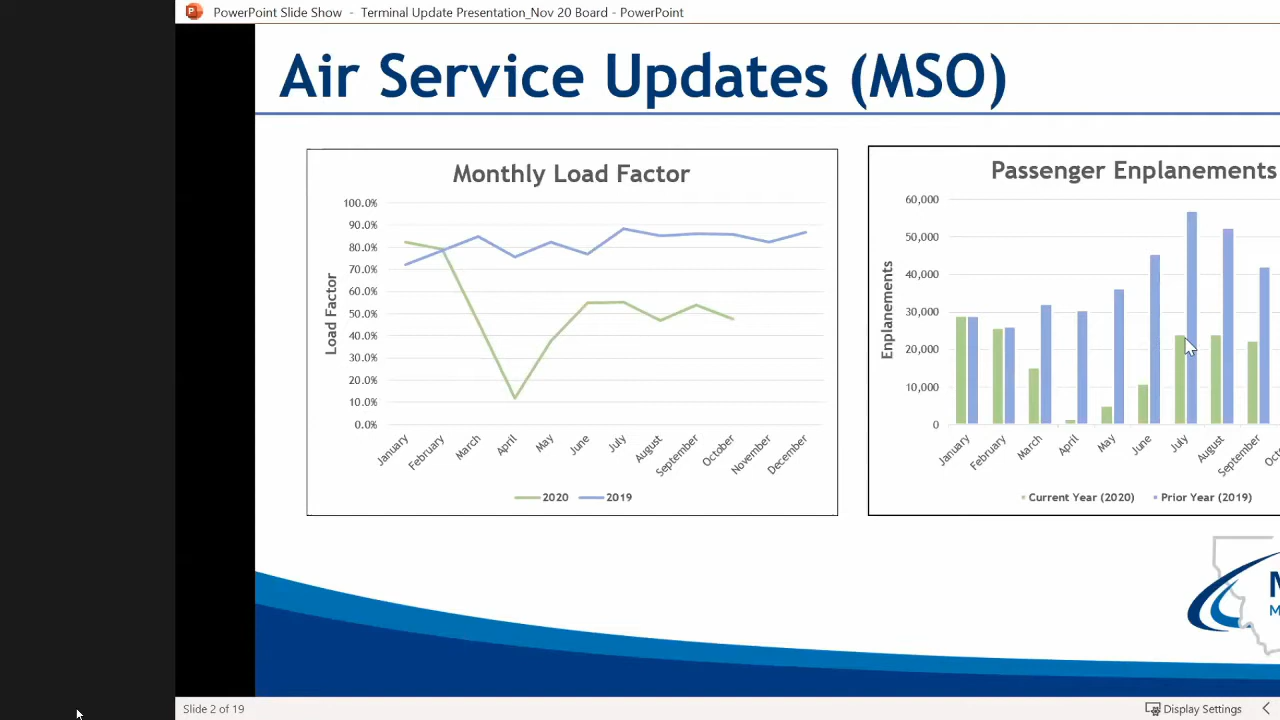 PowerPoint Slide Show - Terminal Update Presentation_Nov 20 Board - PowerPoint
Air Service Updates (MSO)
Monthly Load Factor
100.0%
90.0%
80.0%
70.0%
60.0%
50.0%
40.0%
30.0%
20.0%
10.0%
0.0%
Load Factor
January
February
March
April
May
June
July
August
September
October
November
December
2020
2019
Passenger Enplanements
60,000
50,000
40,000
30,000
20,000
10,000
0
Enplanements
January
February
March
April
May
June
July
August
September
Octo
Current Year (2020)
Prior Year (2019)
M
M
Slide 2 of 19
Display Settings